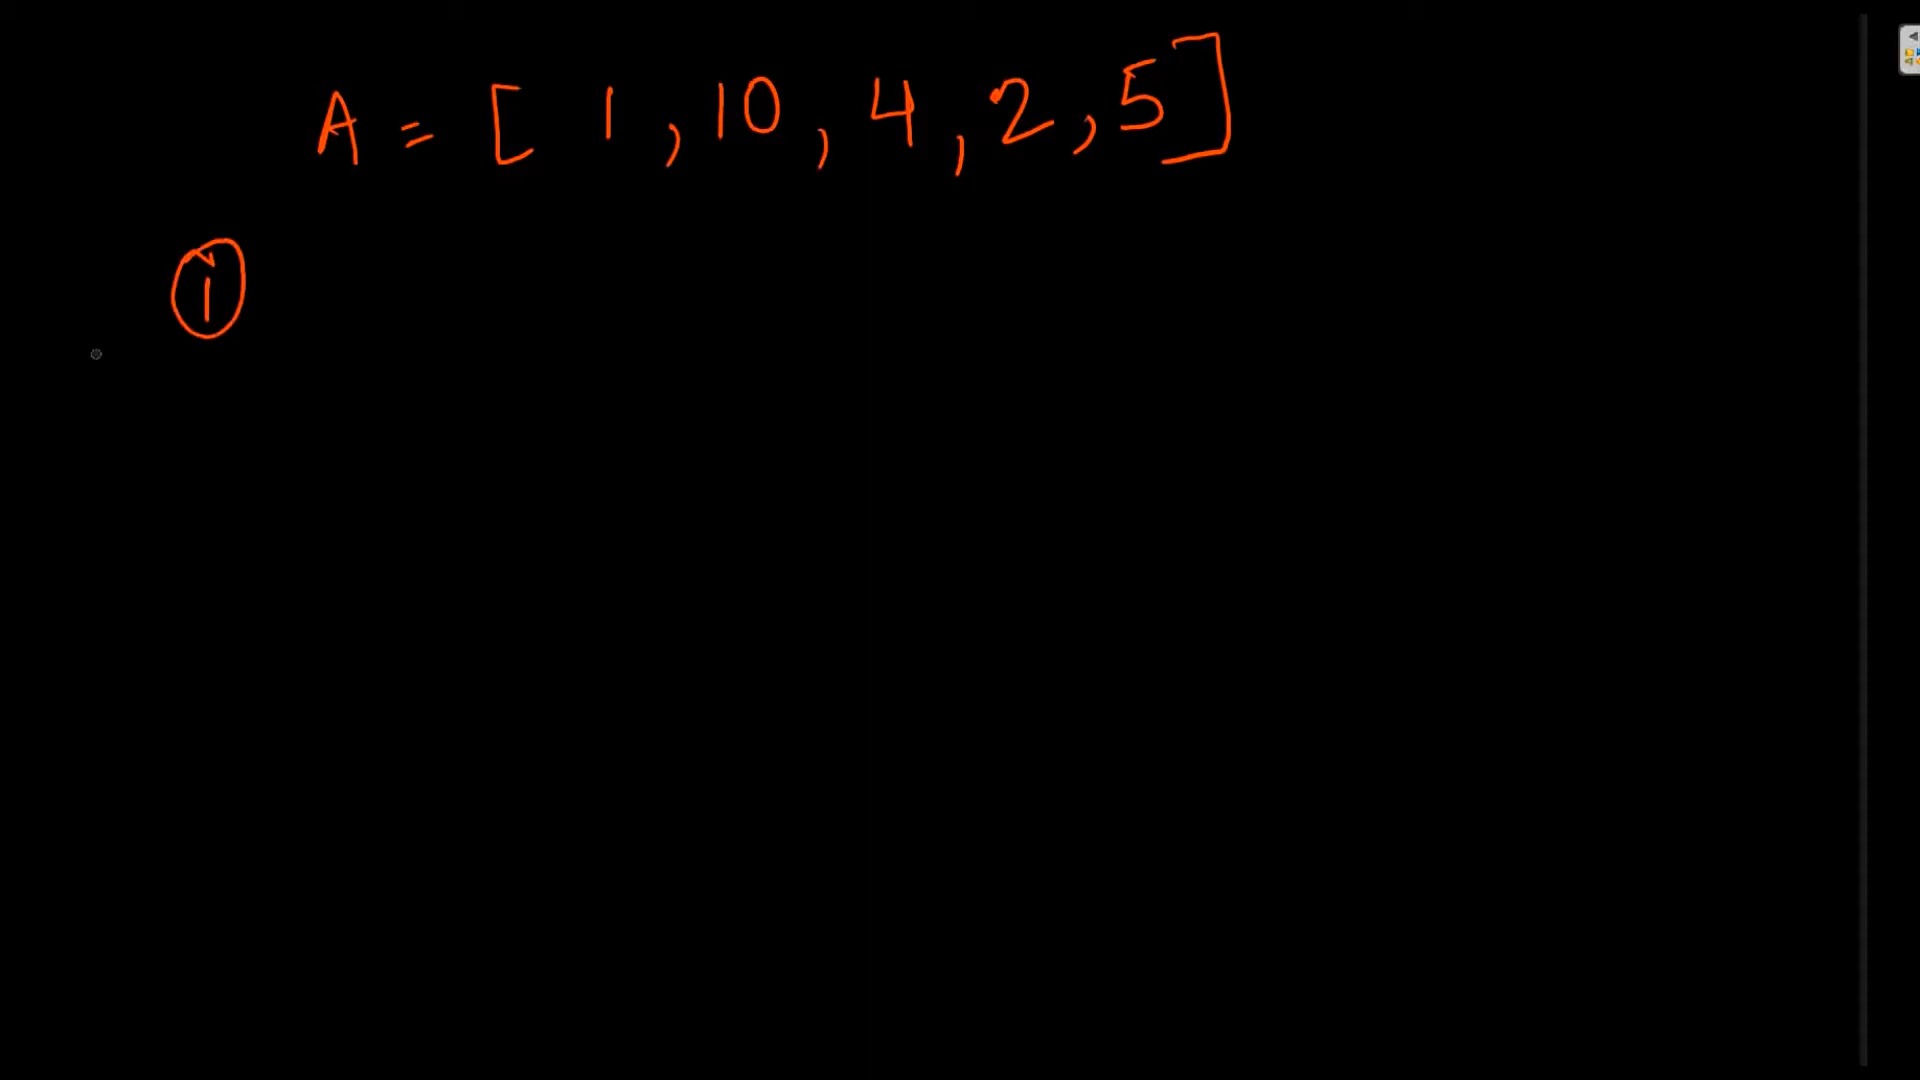 A = [ 1 , 10 , 4 , 2 , 5 ]
1